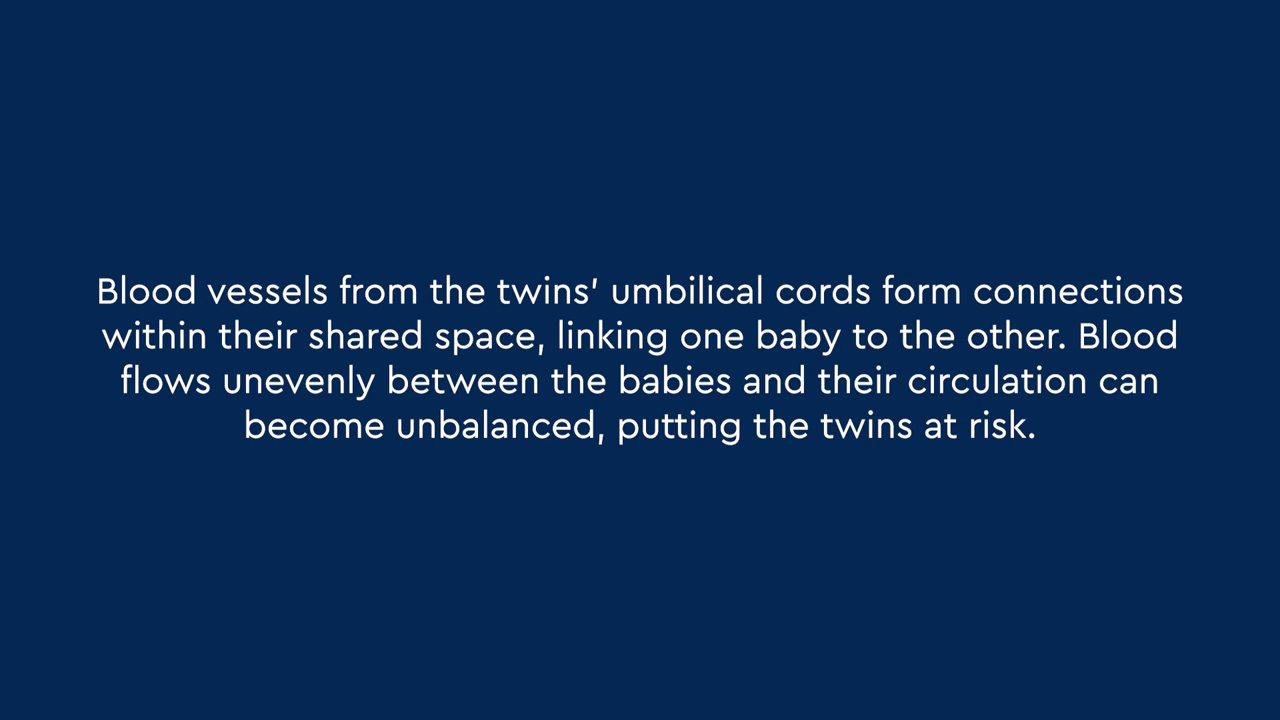 Blood vessels from the twins' umbilical cords form connections
within their shared space, linking one baby to the other. Blood
flows unevenly between the babies and their circulation can
become unbalanced, putting the twins at risk.